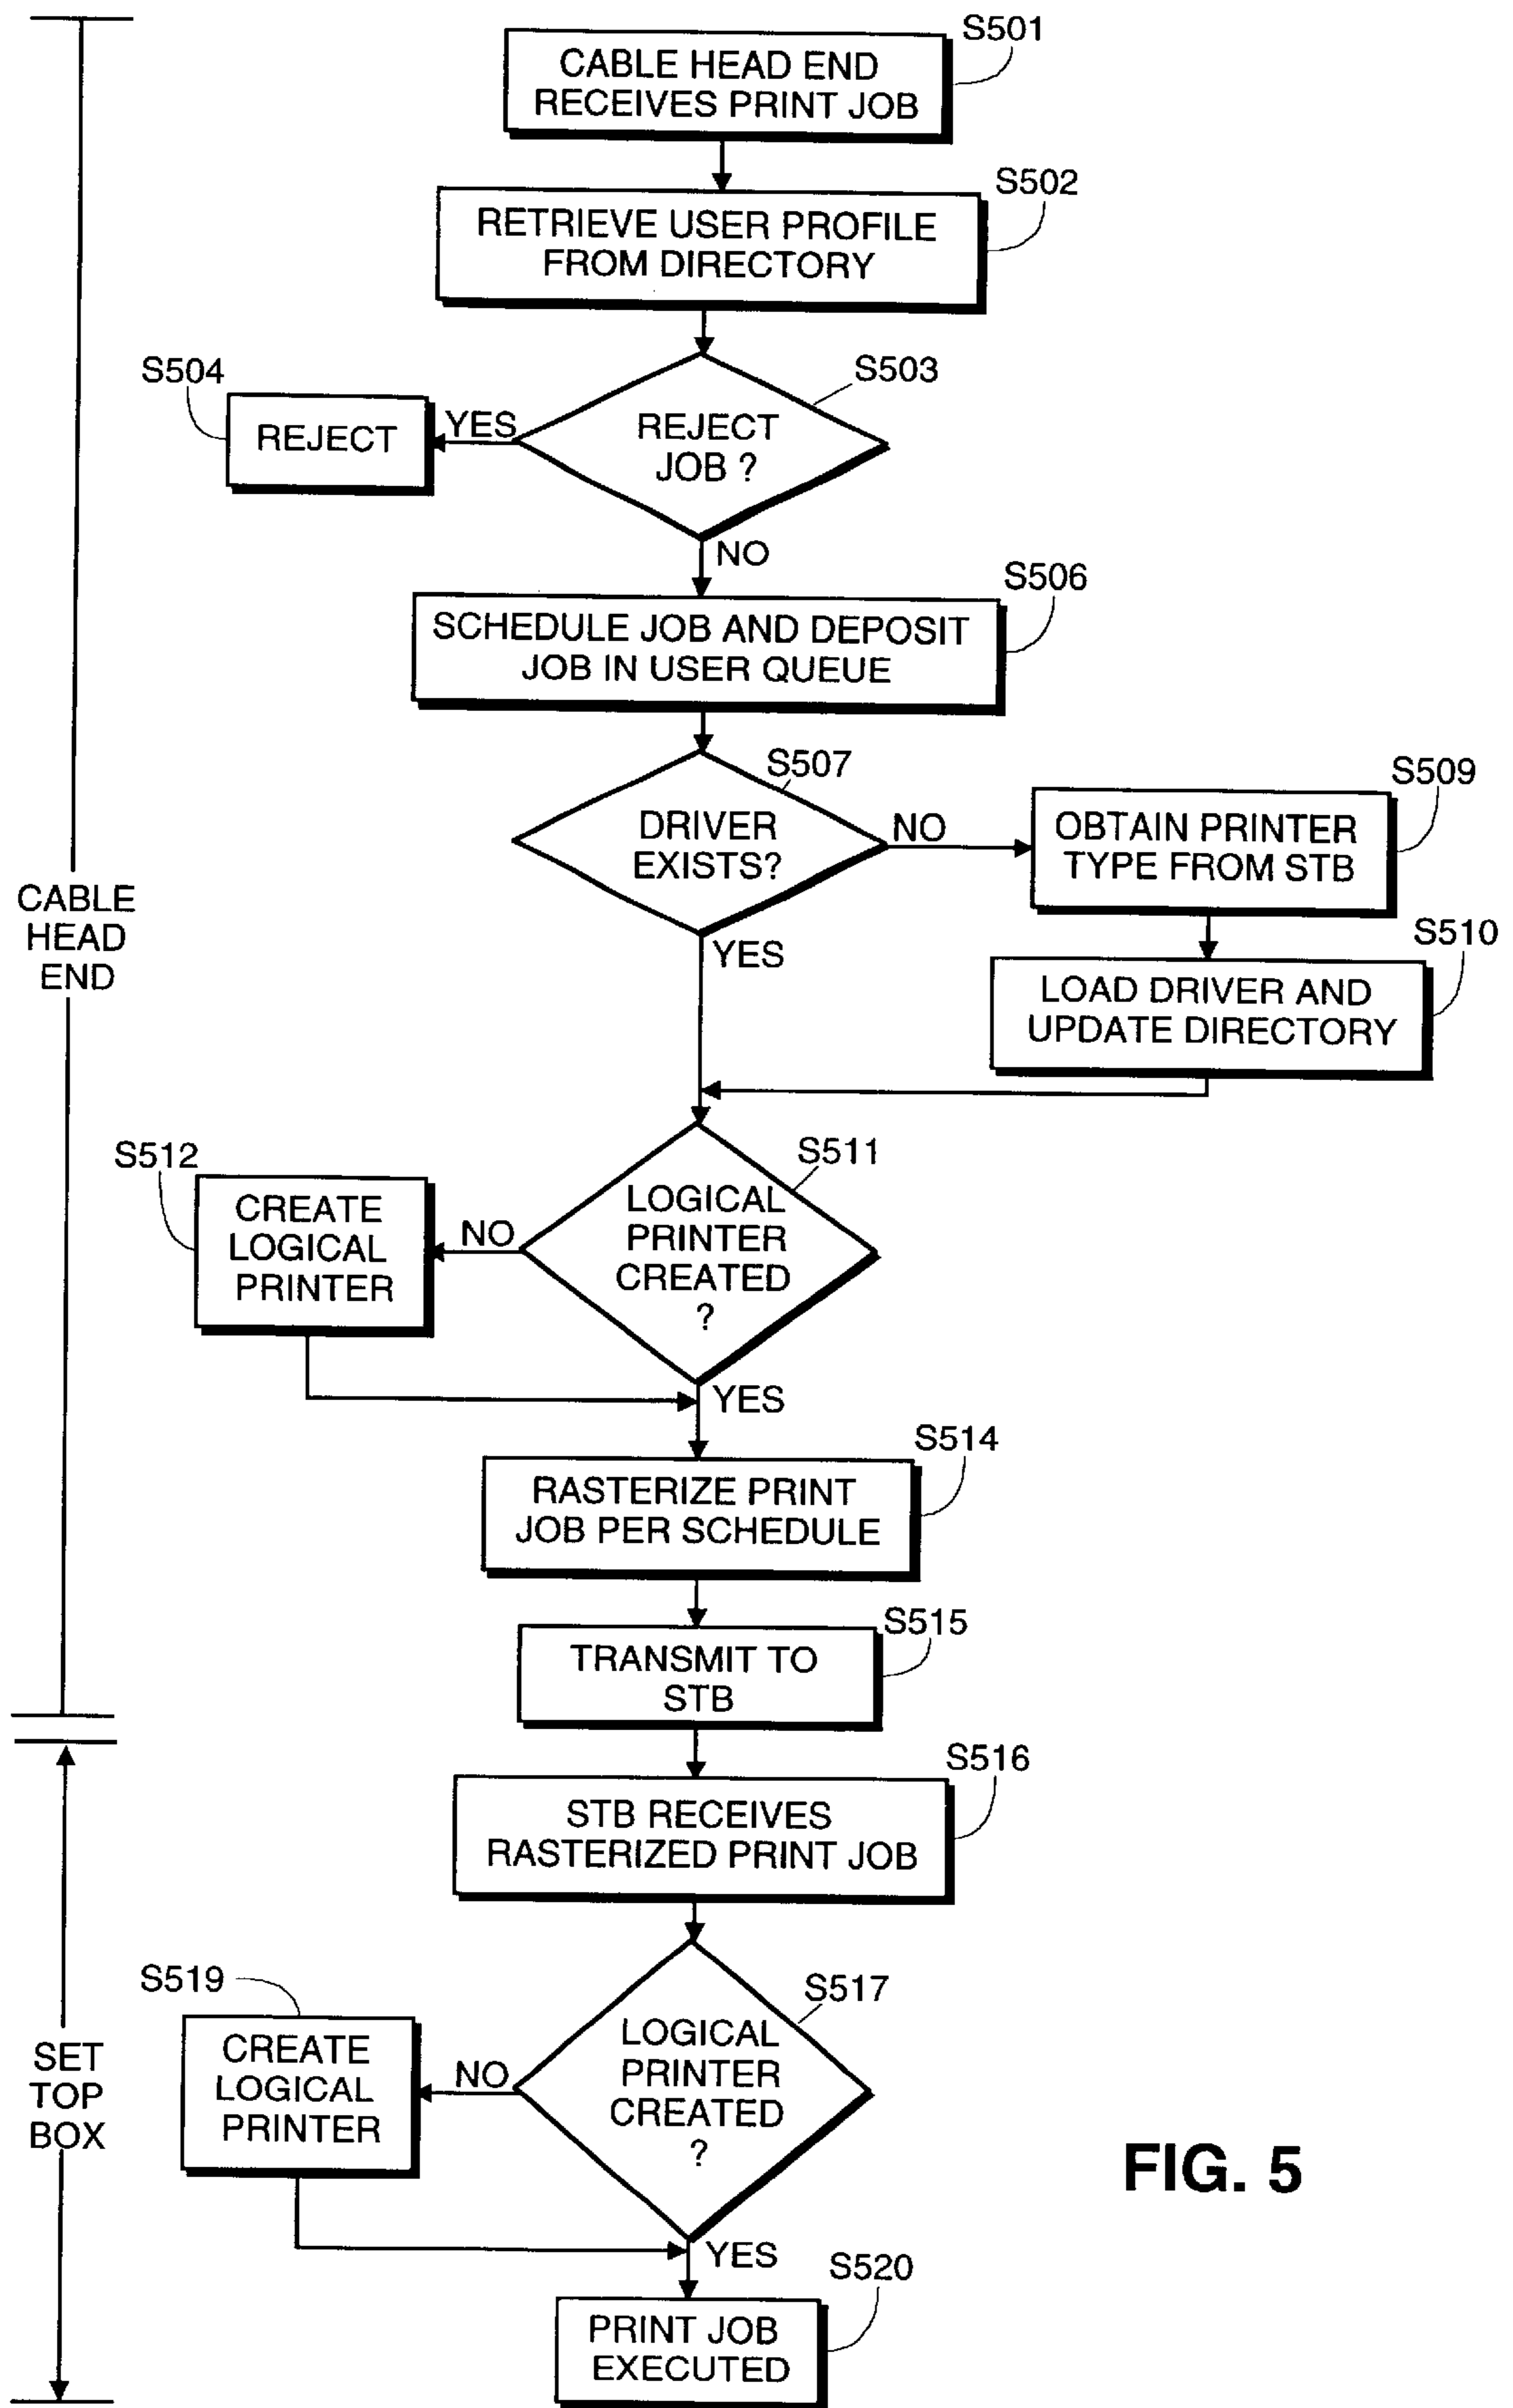 S501
CABLE HEAD END
RECEIVES PRINT JOB
S502
RETRIEVE USER PROFILE
FROM DIRECTORY
S503
REJECT
JOB ?
YES
S504
REJECT
NO
S506
SCHEDULE JOB AND DEPOSIT
JOB IN USER QUEUE
S507
DRIVER
EXISTS?
NO
S509
OBTAIN PRINTER
TYPE FROM STB
YES
S510
LOAD DRIVER AND
UPDATE DIRECTORY
CABLE
HEAD
END
S511
LOGICAL
PRINTER
CREATED
?
NO
S512
CREATE
LOGICAL
PRINTER
YES
S514
RASTERIZE PRINT
JOB PER SCHEDULE
S515
TRANSMIT TO
STB
S516
STB RECEIVES
RASTERIZED PRINT JOB
S517
LOGICAL
PRINTER
CREATED
?
NO
S519
CREATE
LOGICAL
PRINTER
SET
TOP
BOX
YES
S520
PRINT JOB
EXECUTED
FIG. 5